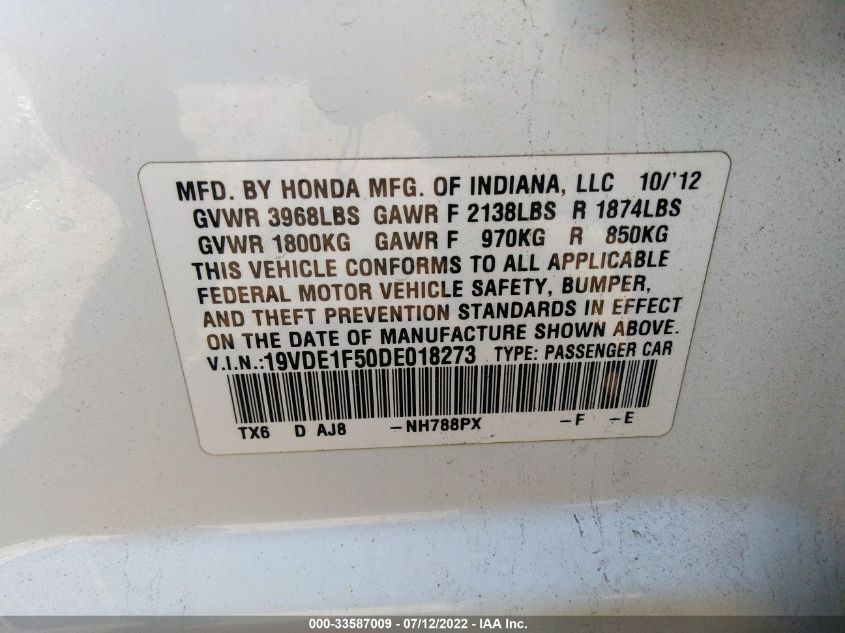 MFD. BY HONDA MFG. OF INDIANA, LLC 10/'12
GVWR 3968LBS GAWR F 2138LBS R 1874LBS
GVWR 1800KG GAWR F 970KG R 850KG
THIS VEHICLE CONFORMS TO ALL APPLICABLE
FEDERAL MOTOR VEHICLE SAFETY, BUMPER,
AND THEFT PREVENTION STANDARDS IN EFFECT
ON THE DATE OF MANUFACTURE SHOWN ABOVE.
V.I.N.:19VDE1F50DE018273 TYPE: PASSENGER CAR
TX6 D AJ8 -NH788PX -F -E
000-33587009 - 07/12/2022 - IAA Inc.